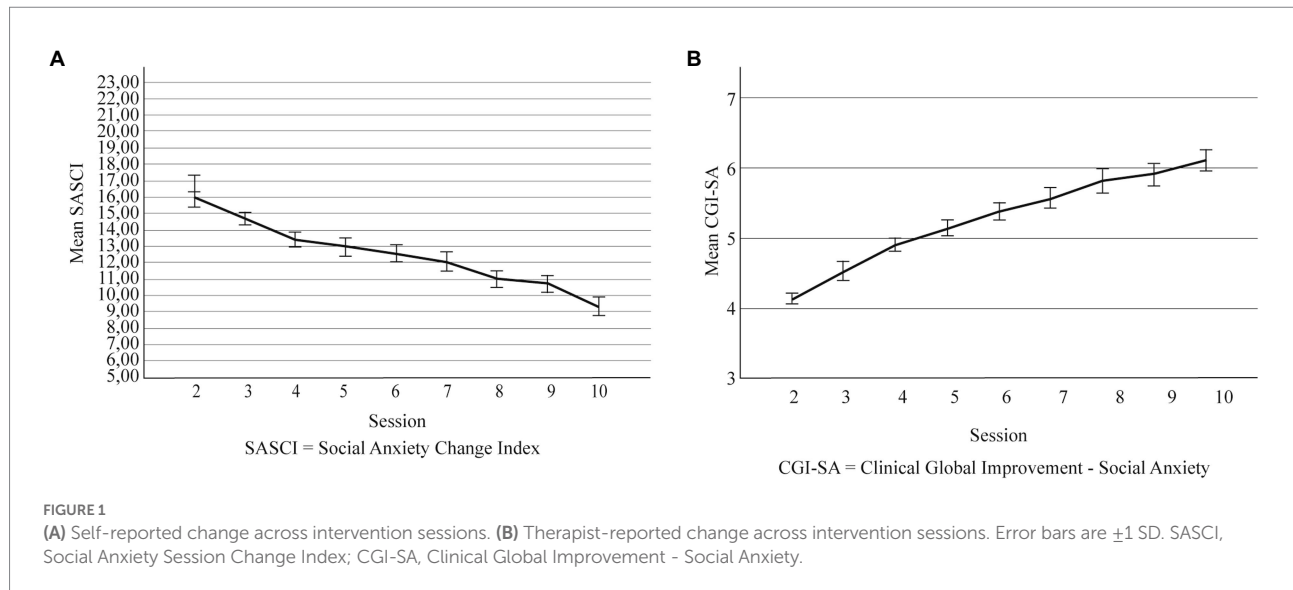 A
23,00
22,00
21,00
20,00
19,00
18,00
17,00
16,00
15,00
14,00
13,00
12,00
11,00
10,00
9,00
8,00
7,00
6,00
5,00
Mean SASCI
2 3 4 5 6 7 8 9 10
Session
SASCI = Social Anxiety Change Index
B
7
6
5
4
3
Mean CGI-SA
2 3 4 5 6 7 8 9 10
Session
CGI-SA = Clinical Global Improvement - Social Anxiety
FIGURE 1
(A) Self-reported change across intervention sessions. (B) Therapist-reported change across intervention sessions. Error bars are ±1 SD. SASCI,
Social Anxiety Session Change Index; CGI-SA, Clinical Global Improvement - Social Anxiety.